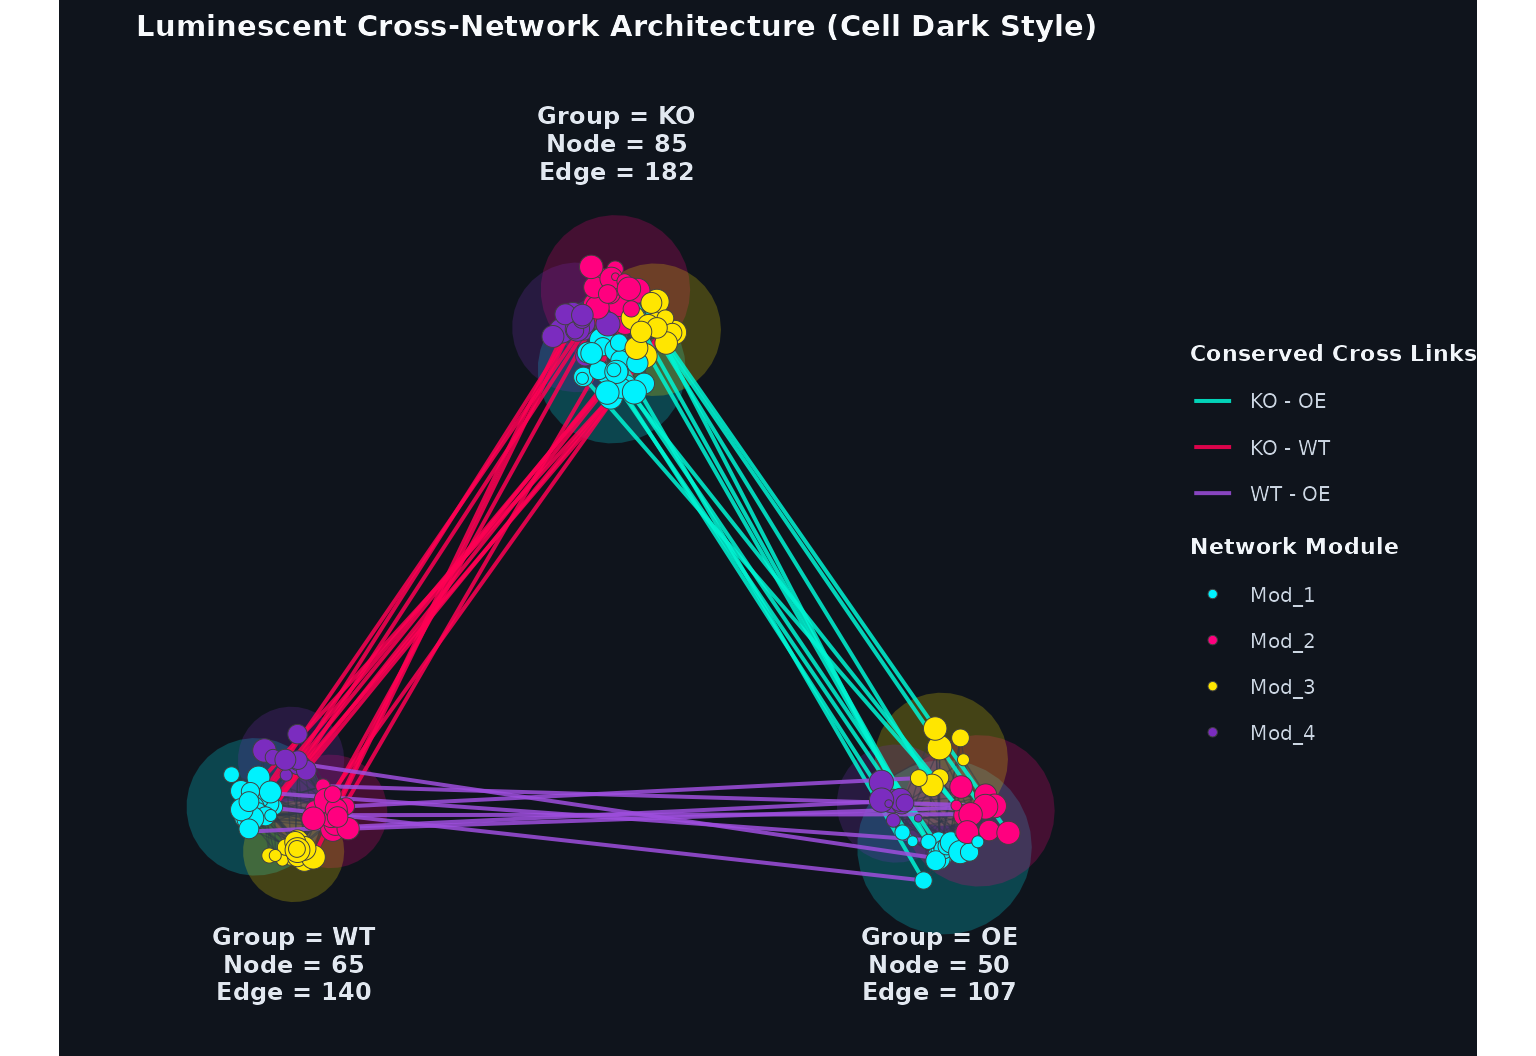 Luminescent Cross-Network Architecture (Cell Dark Style)
Group = KO
Node = 85
Edge = 182
Conserved Cross Links
KO - OE
KO - WT
WT - OE
Network Module
Mod_1
Mod_2
Mod_3
Mod_4
Group = WT
Node = 65
Edge = 140
Group = OE
Node = 50
Edge = 107